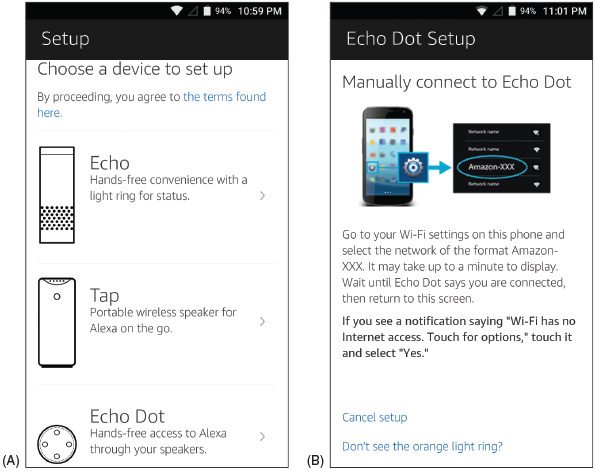 94% 10:59 PM
Setup
Choose a device to set up
By proceeding, you agree to the terms found
here.
Echo
Hands-free convenience with a
light ring for status.
Tap
Portable wireless speaker for
Alexa on the go.
Echo Dot
Hands-free access to Alexa
through your speakers.
(A)
94% 11:01 PM
Echo Dot Setup
Manually connect to Echo Dot
Network name
Network name
Amazon-XXX
Network name
Go to your Wi-Fi settings on this phone and
select the network of the format Amazon-
XXX. It may take up to a minute to display.
Wait until Echo Dot says you are connected,
then return to this screen.
If you see a notification saying "Wi-Fi has no
Internet access. Touch for options," touch it
and select "Yes."
Cancel setup
Don't see the orange light ring?
(B)